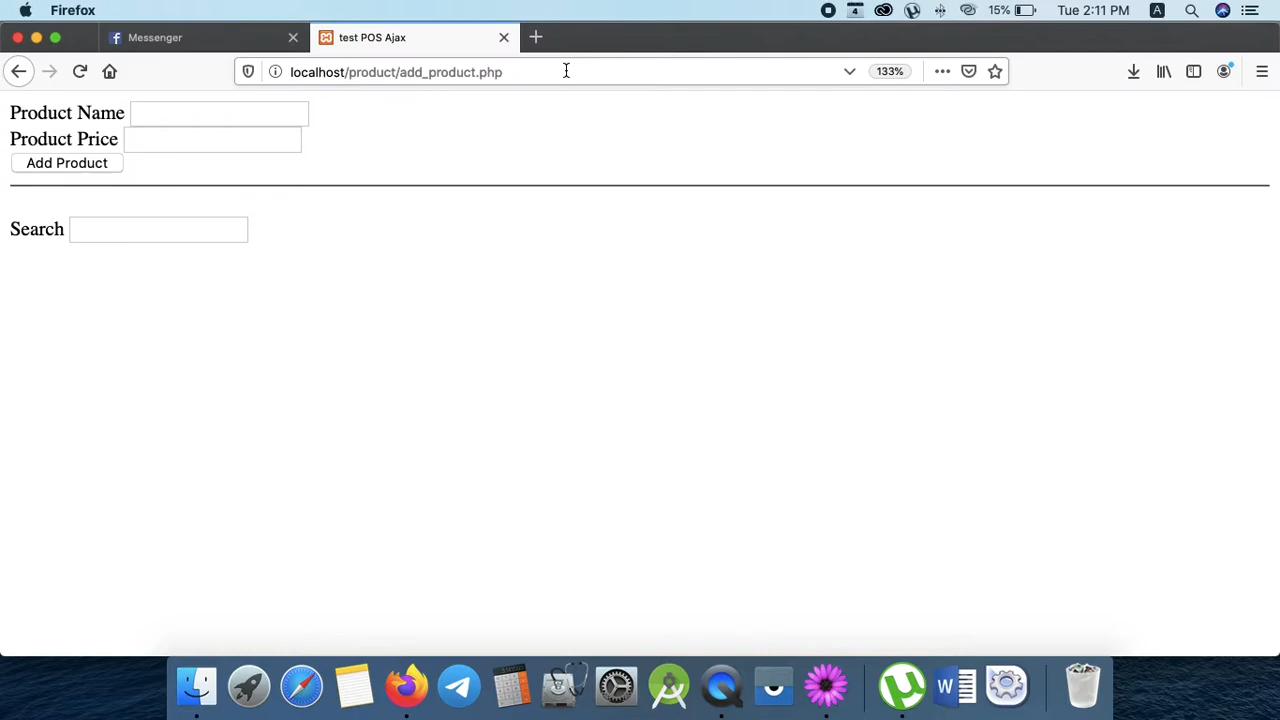 Firefox 4 15% Tue 2:11 PM A
Messenger test POS Ajax
localhost/product/add_product.php 133%
Product Name
Product Price
Add Product
Search
W